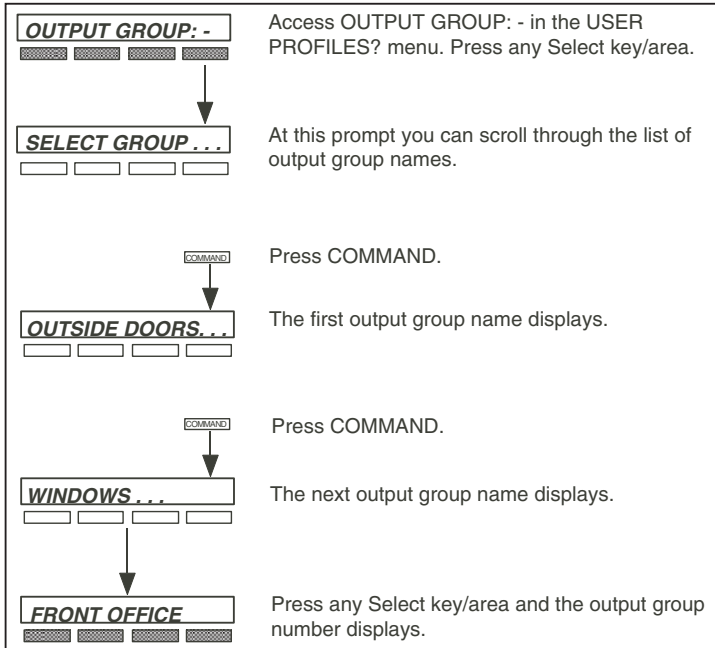 OUTPUT GROUP: -
Access OUTPUT GROUP: - in the USER
PROFILES? menu. Press any Select key/area.
SELECT GROUP . . .
At this prompt you can scroll through the list of
output group names.
COMMAND
Press COMMAND.
OUTSIDE DOORS. . .
The first output group name displays.
COMMAND
Press COMMAND.
WINDOWS . . .
The next output group name displays.
FRONT OFFICE
Press any Select key/area and the output group
number displays.